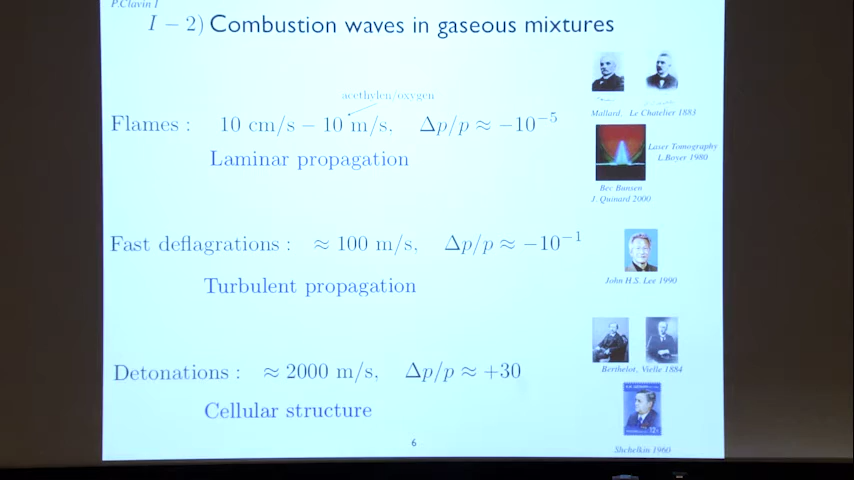 P.Clavin I
I – 2) Combustion waves in gaseous mixtures
acethylen/oxygen
Flames : 10 cm/s – 10 m/s, Δp/p ≈ −10⁻⁵
Laminar propagation
Mallard, Le Chatelier 1883
Laser Tomography
L.Boyer 1980
Bec Bunsen
J. Quinard 2000
Fast deflagrations : ≈ 100 m/s, Δp/p ≈ −10⁻¹
Turbulent propagation
John H.S. Lee 1990
Detonations : ≈ 2000 m/s, Δp/p ≈ +30
Cellular structure
Berthelot, Vielle 1884
Shchelkin 1960
6